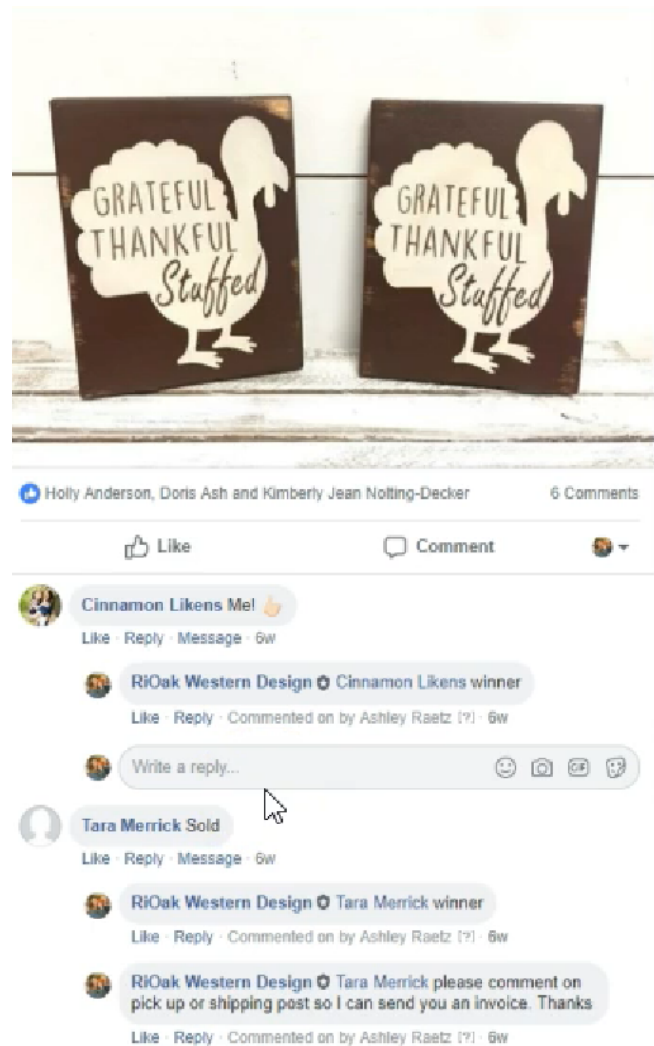 GRATEFUL
THANKFUL
Stuffed
GRATEFUL
THANKFUL
Stuffed
Holly Anderson, Doris Ash and Kimberly Jean Nolting-Decker 6 Comments
Like Comment
Cinnamon Likens Me! 👆🏻
Like · Reply · Message · 6w
RiOak Western Design Cinnamon Likens winner
Like · Reply · Commented on by Ashley Raetz [?] · 6w
Write a reply...
GIF
Tara Merrick Sold
Like · Reply · Message · 6w
RiOak Western Design Tara Merrick winner
Like · Reply · Commented on by Ashley Raetz [?] · 6w
RiOak Western Design Tara Merrick please comment on
pick up or shipping post so I can send you an invoice. Thanks
Like · Reply · Commented on by Ashley Raetz [?] · 6w